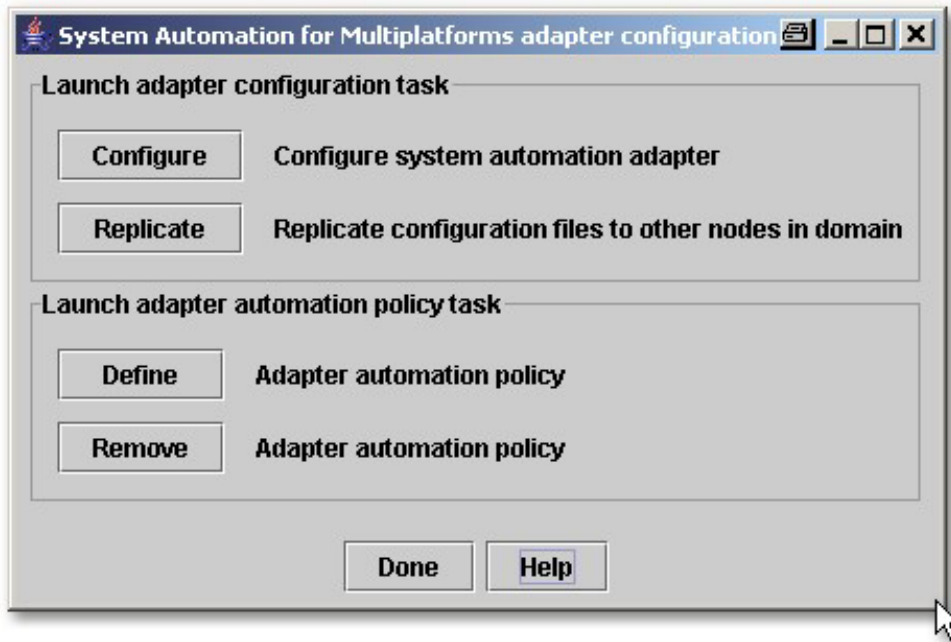 System Automation for Multiplatforms adapter configuration
Launch adapter configuration task
Configure Configure system automation adapter
Replicate Replicate configuration files to other nodes in domain
Launch adapter automation policy task
Define Adapter automation policy
Remove Adapter automation policy
Done Help